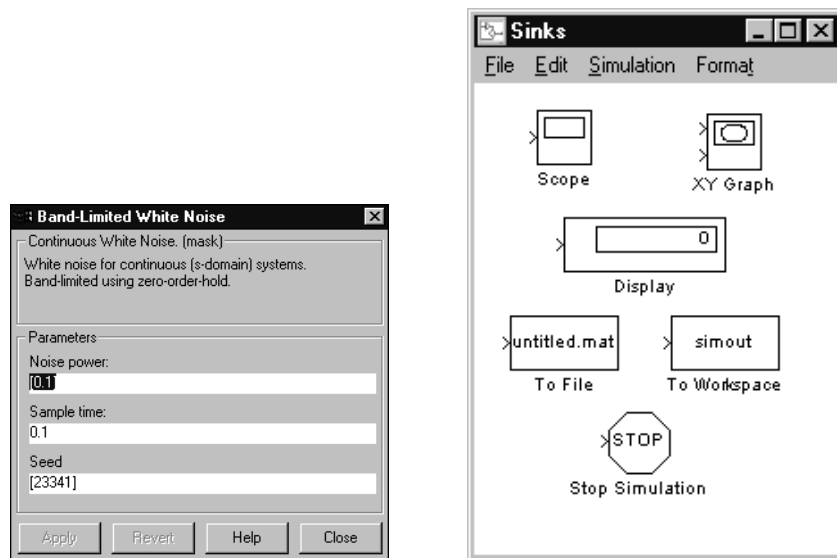 Band-Limited White Noise
Continuous White Noise. (mask)
White noise for continuous (s-domain) systems.
Band-limited using zero-order-hold.
Parameters
Noise power:
[0.1]
Sample time:
0.1
Seed
[23341]
Apply Revert Help Close
Sinks
File Edit Simulation Format
Scope
XY Graph
0
Display
untitled.mat
To File
simout
To Workspace
STOP
Stop Simulation